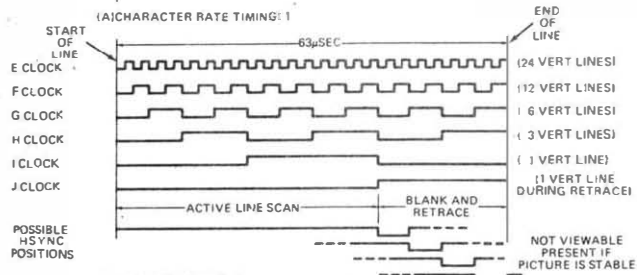 (A)CHARACTER RATE TIMING: 1
START OF LINE
END OF LINE
63µSEC
E CLOCK (24 VERT LINES)
F CLOCK (12 VERT LINES)
G CLOCK ( 6 VERT LINES)
H CLOCK ( 3 VERT LINES)
I CLOCK ( ) VERT LINE)
J CLOCK (1 VERT LINE DURING RETRACE)
ACTIVE LINE SCAN
BLANK AND RETRACE
POSSIBLE HSYNC POSITIONS
NOT VIEWABLE PRESENT IF PICTURE IS STABLE